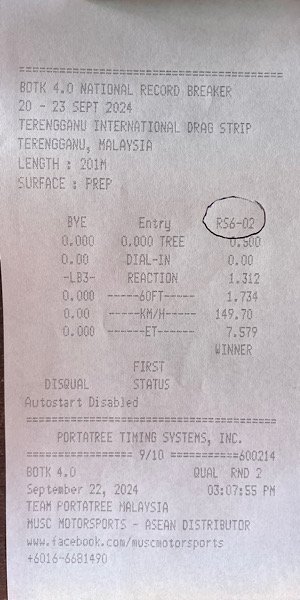 =====================================
BOTK 4.0 NATIONAL RECORD BREAKER
20 - 23 SEPT 2024
TERENGGANU INTERNATIONAL DRAG STRIP
TERENGGANU, MALAYSIA
LENGTH : 201M
SURFACE : PREP
BYE Entry RS6-02
0.000 0.000 TREE 0.500
0.00 DIAL-IN 0.00
-LB3- REACTION 1.312
0.000 ------60FT------ 1.734
0.00 ------KM/H------ 149.70
0.000 -------ET------- 7.579
WINNER
FIRST
DISQUAL STATUS
Autostart Disabled
=====================================
PORTATREE TIMING SYSTEMS, INC.
================ 9/10 ===========600214
BOTK 4.0 QUAL RND 2
September 22, 2024 03:07:55 PM
TEAM PORTATREE MALAYSIA
MUSC MOTORSPORTS - ASEAN DISTRIBUTOR
www.facebook.com/muscmotorsports
+6016-6681490